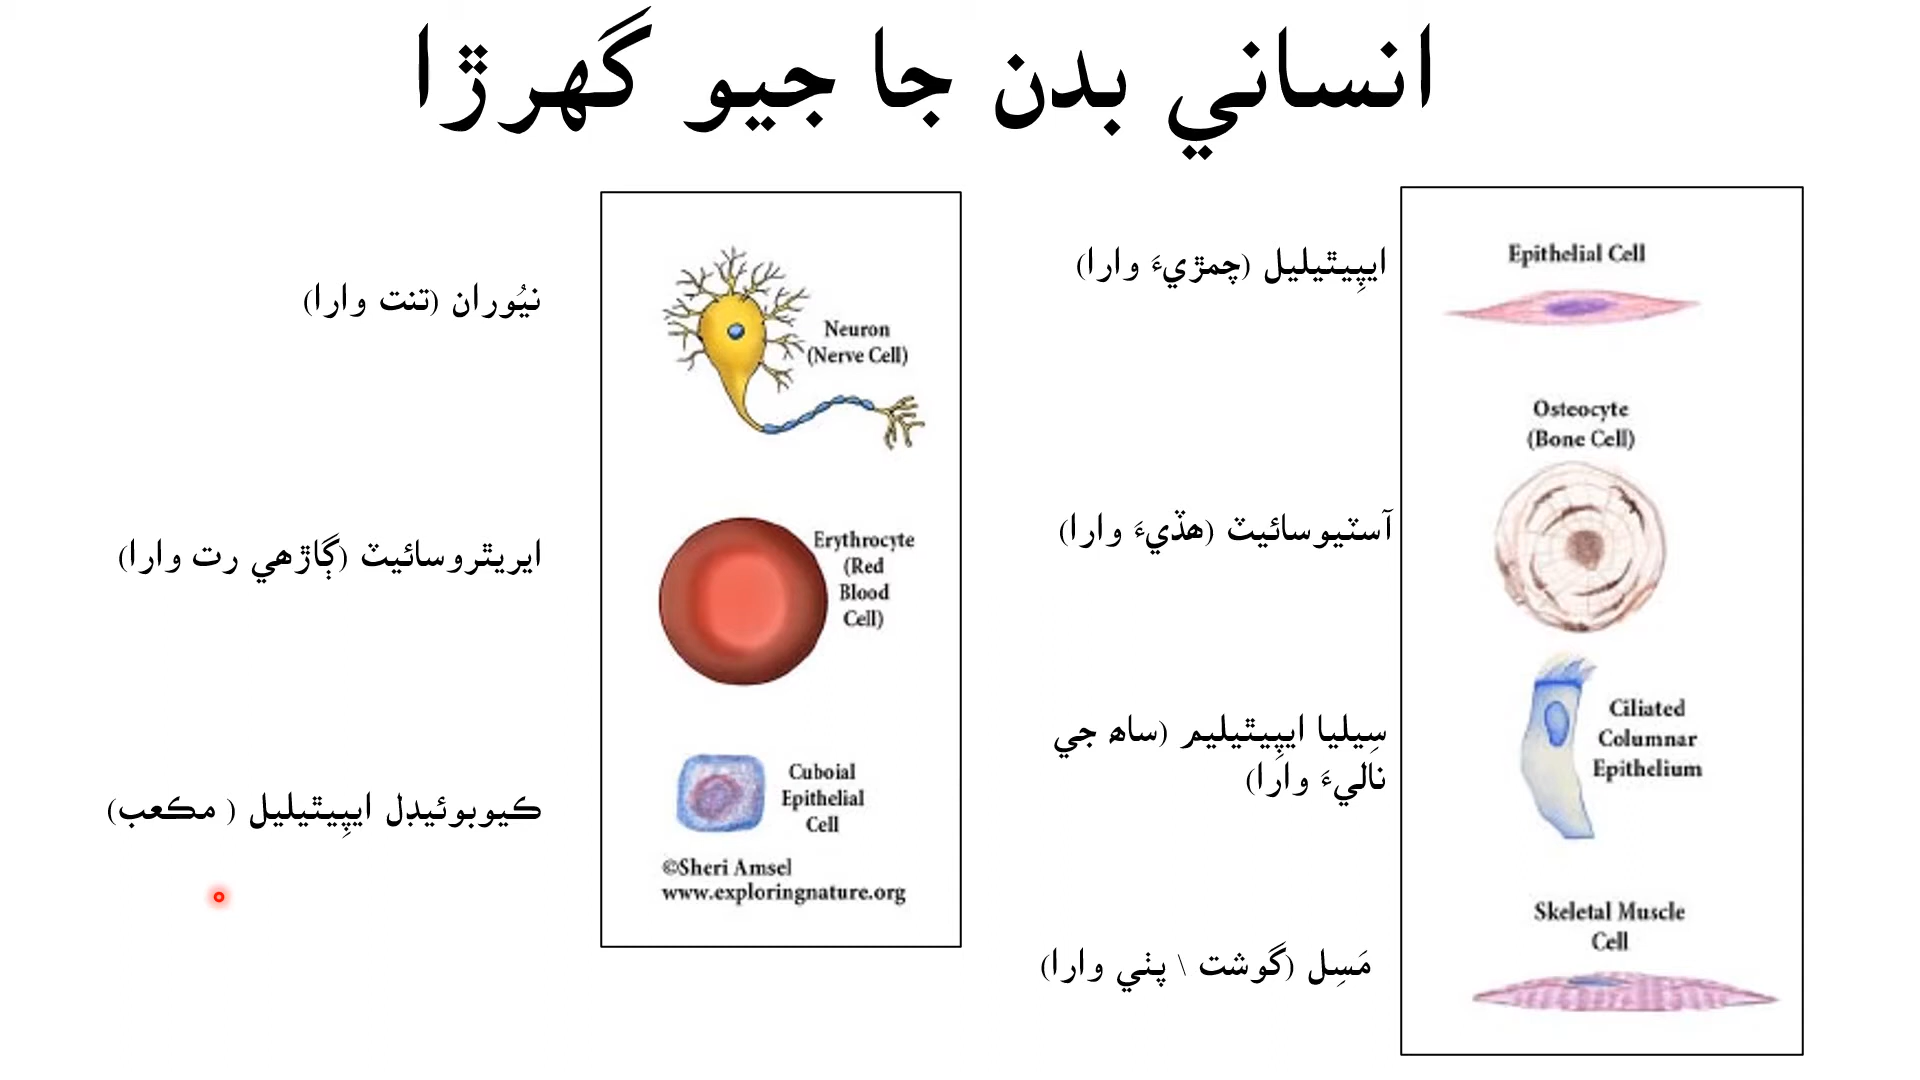 انساني بدن جا جيو گهرڙا
Epithelial Cell
ايپِيٿيليل (چمڙيءَ وارا)
Osteocyte
(Bone Cell)
آسٽيوسائيٽ (هڏيءَ وارا)
Ciliated
Columnar
Epithelium
سِيليا ايپِيٿيليم (ساھ جي
ناليءَ وارا)
Skeletal Muscle
Cell
مَسِل (گوشت \ پٺي وارا)
Neuron
(Nerve Cell)
نيُوران (تنت وارا)
Erythrocyte
(Red
Blood
Cell)
ايريٿروسائيٽ (ڳاڙهي رت وارا)
Cuboial
Epithelial
Cell
ڪيوبوئيڊل ايپِيٿيليل ( مڪعب)
©Sheri Amsel
www.exploringnature.org